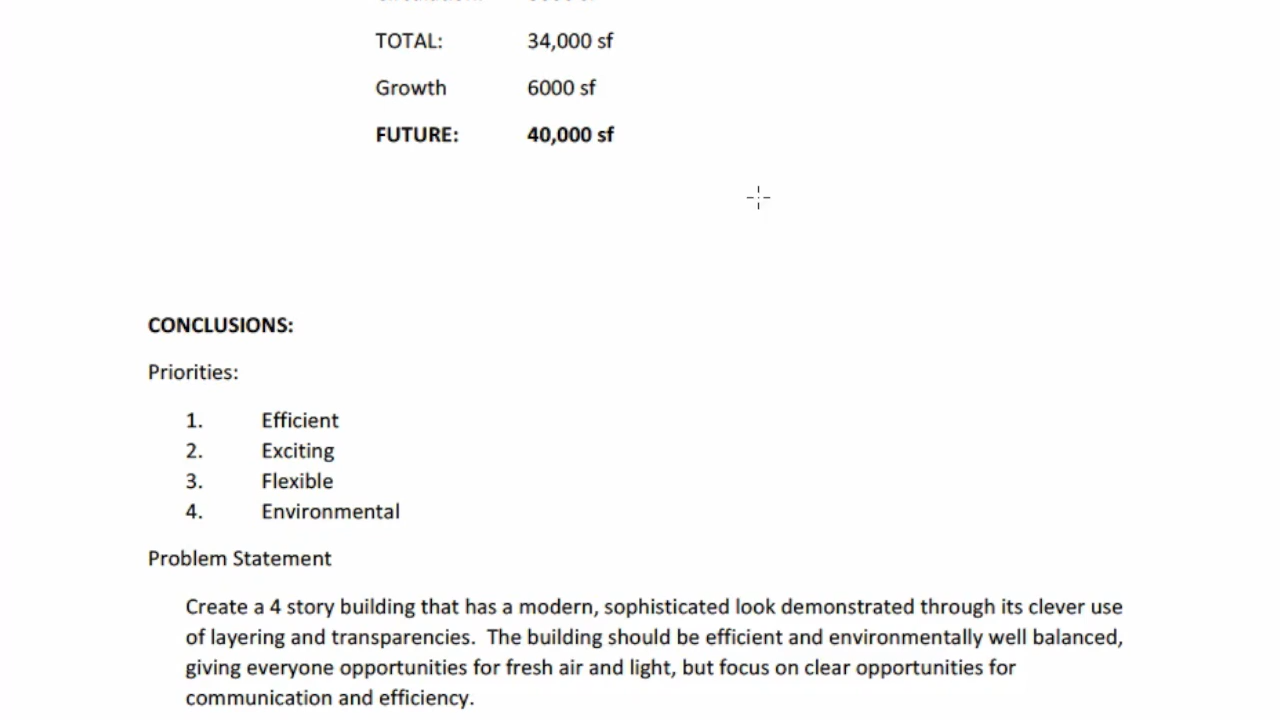 TOTAL: 34,000 sf
Growth 6000 sf
FUTURE: 40,000 sf
CONCLUSIONS:
Priorities:
1. Efficient
2. Exciting
3. Flexible
4. Environmental
Problem Statement
Create a 4 story building that has a modern, sophisticated look demonstrated through its clever use
of layering and transparencies.  The building should be efficient and environmentally well balanced,
giving everyone opportunities for fresh air and light, but focus on clear opportunities for
communication and efficiency.